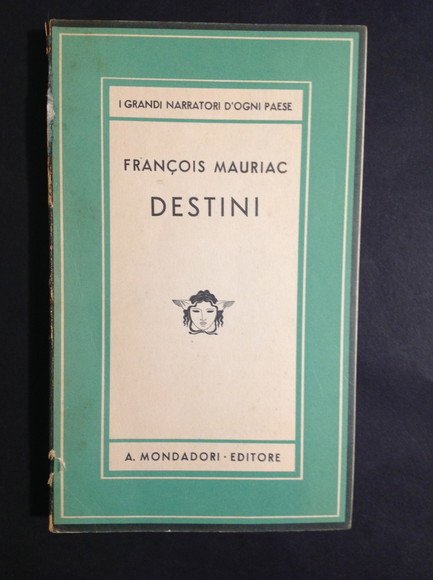 I GRANDI NARRATORI D'OGNI PAESE
FRANÇOIS MAURIAC
DESTINI
A. MONDADORI - EDITORE